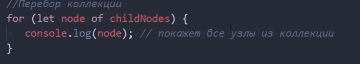 //Перебор коллекции
for (let node of childNodes) {
console.log(node); // покажет все узлы из коллекции
}